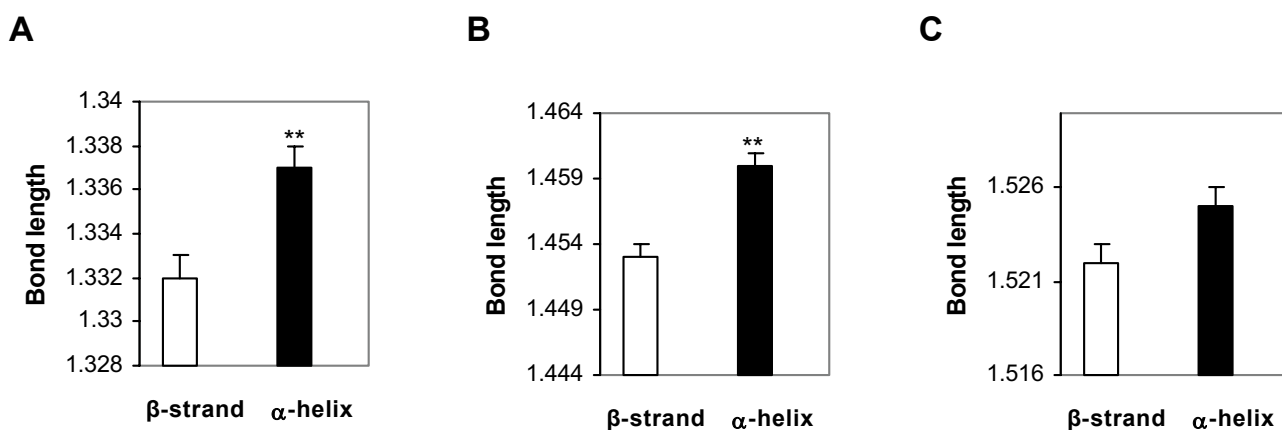 A
B
C
Bond length
1.34
1.338
1.336
1.334
1.332
1.33
1.328
**
β-strand
α-helix
Bond length
1.464
1.459
1.454
1.449
1.444
**
β-strand
α-helix
Bond length
1.526
1.521
1.516
β-strand
α-helix